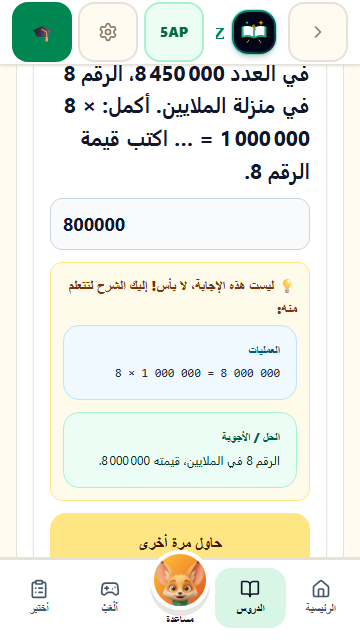 5AP
في العدد 8 450 000، الرقم 8
في منزلة الملايين. أكمل: 8 ×
1 000 000 = ... اكتب قيمة
الرقم 8.
800000
💡 ليست هذه الإجابة، لا بأس! إليك الشرح لتتعلم
منه:
العمليات
8 × 1 000 000 = 8 000 000
الحل / الأجوبة
الرقم 8 في الملايين، قيمته 8 000 000.
حاول مرة أخرى
الرئيسية
الدروس
مساعدة
ألعب
أختبر